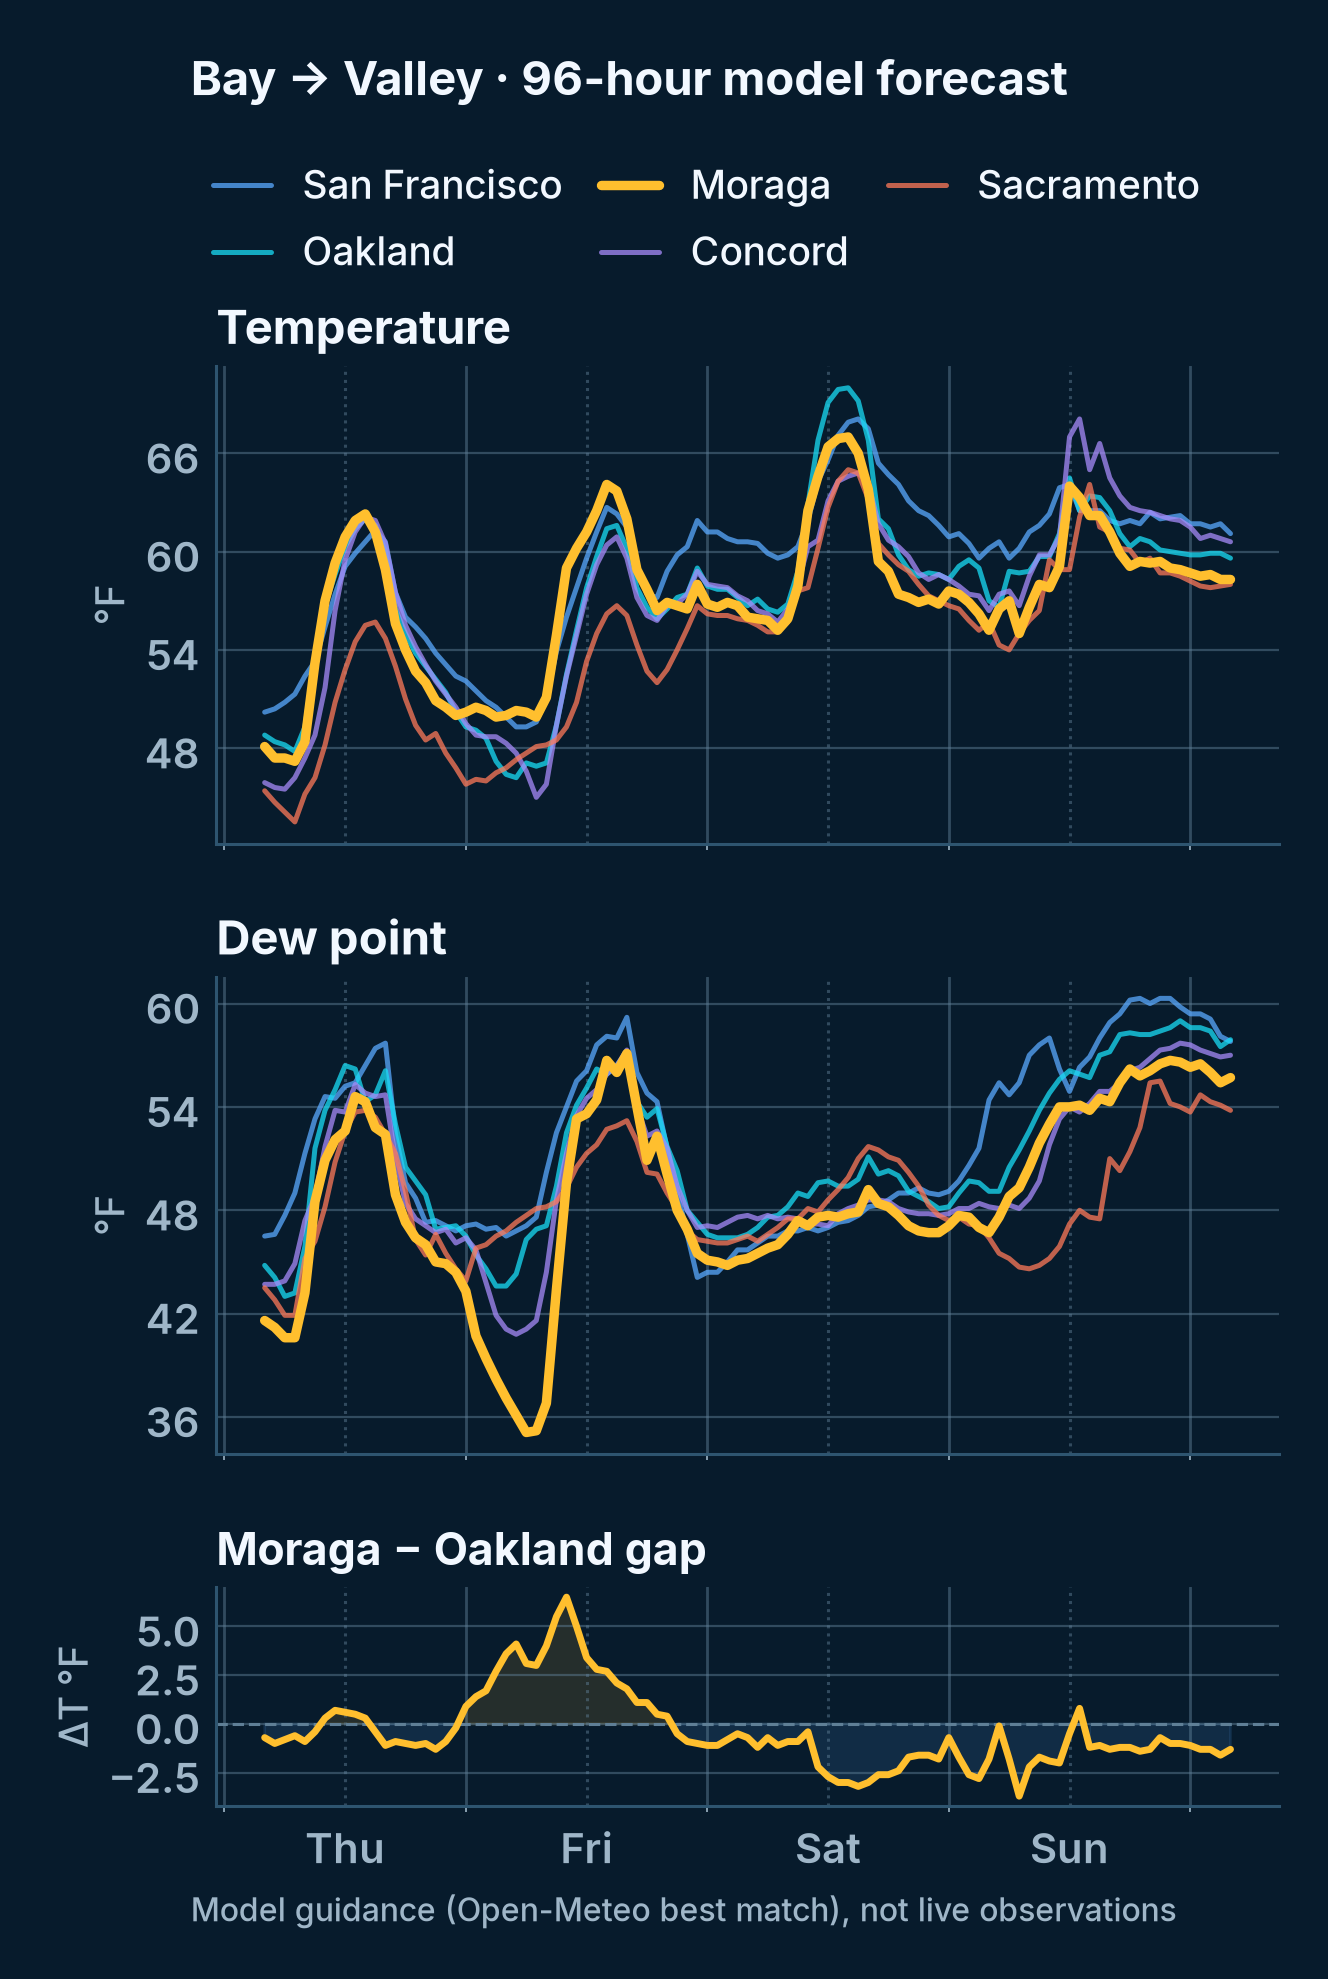 Bay → Valley · 96-hour model forecast
San Francisco Moraga Sacramento
Oakland Concord
Temperature
66
60
54
48
°F
Dew point
60
54
48
42
36
°F
Moraga − Oakland gap
5.0
2.5
0.0
−2.5
ΔT °F
Thu Fri Sat Sun
Model guidance (Open-Meteo best match), not live observations